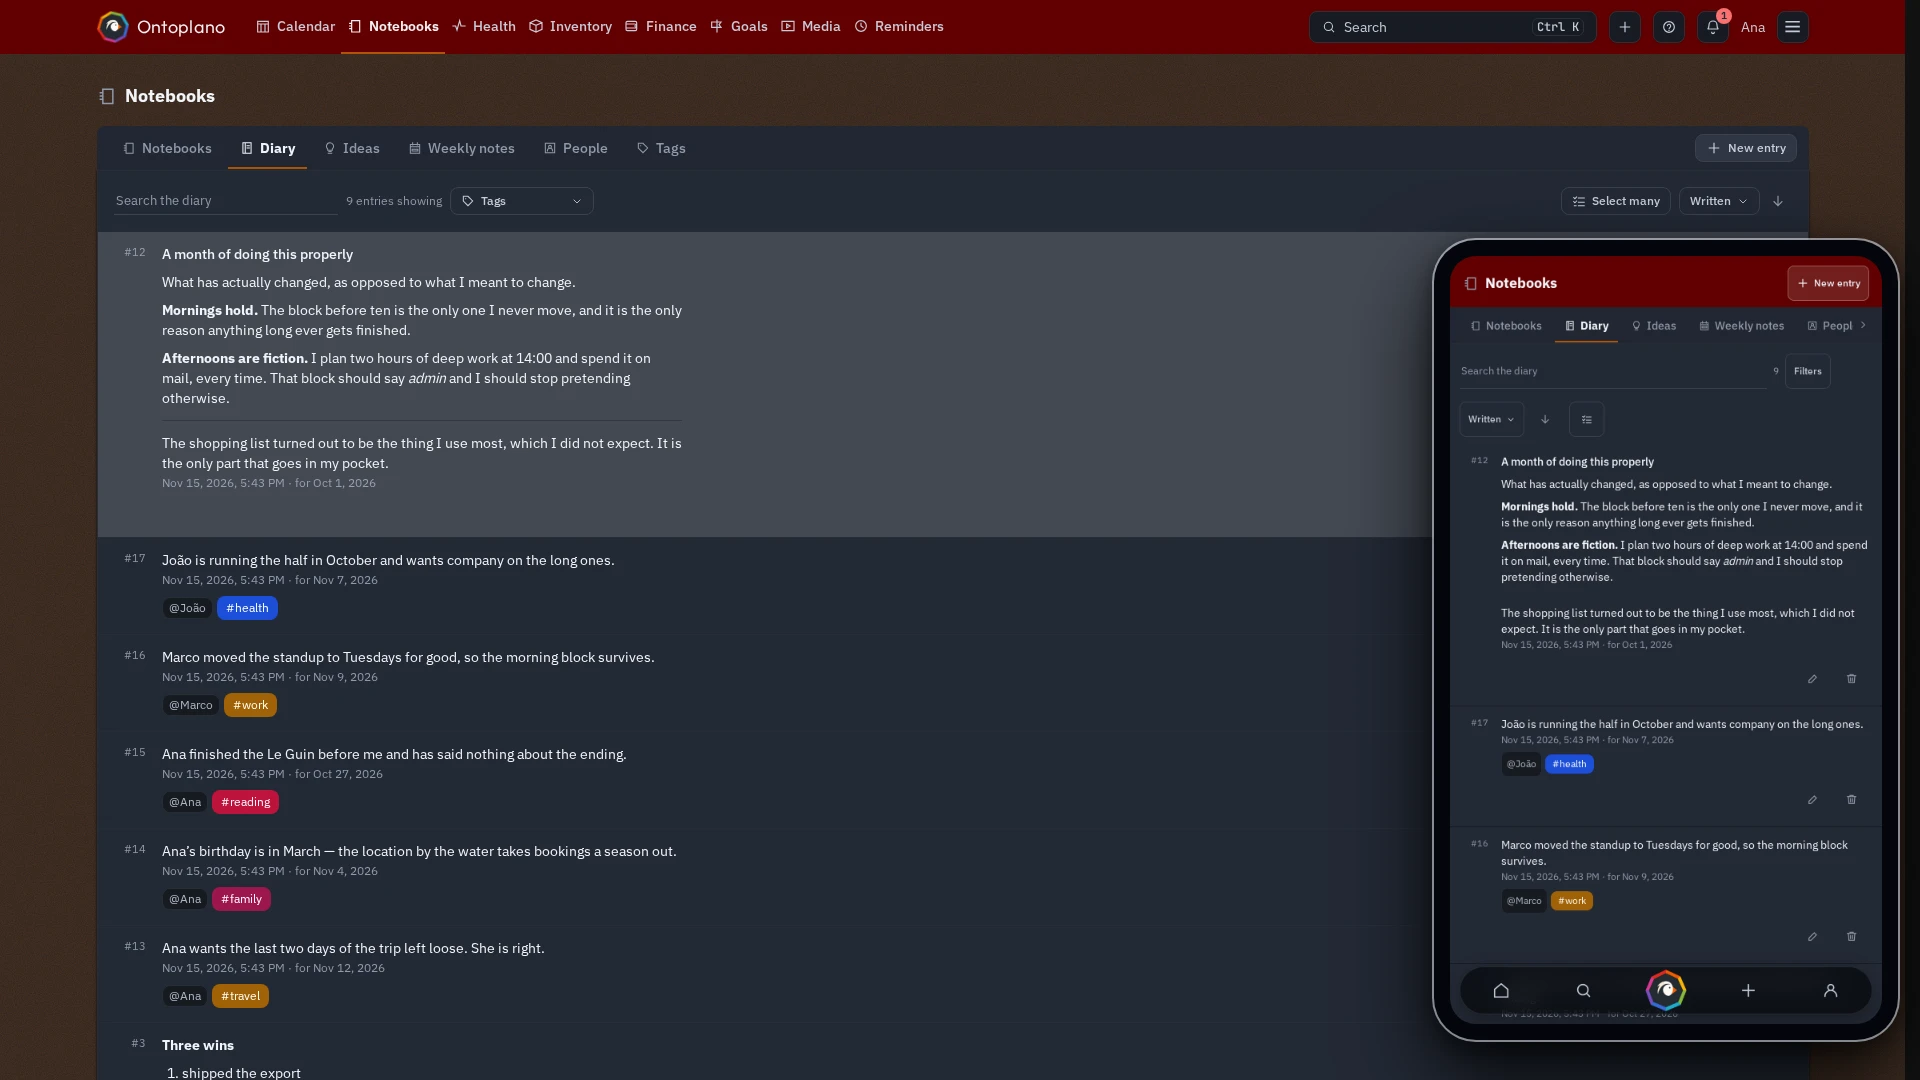 Ontoplano
Calendar Notebooks Health Inventory Finance Goals Media Reminders
Search Ctrl K
1
Ana
Notebooks
Notebooks Diary Ideas Weekly notes People Tags
New entry
Search the diary 9 entries showing Tags
Select many Written
#12 A month of doing this properly
What has actually changed, as opposed to what I meant to change.
Mornings hold. The block before ten is the only one I never move, and it is the only
reason anything long ever gets finished.
Afternoons are fiction. I plan two hours of deep work at 14:00 and spend it on
mail, every time. That block should say admin and I should stop pretending
otherwise.
The shopping list turned out to be the thing I use most, which I did not expect. It is
the only part that goes in my pocket.
Nov 15, 2026, 5:43 PM · for Oct 1, 2026
#17 João is running the half in October and wants company on the long ones.
Nov 15, 2026, 5:43 PM · for Nov 7, 2026
@João #health
#16 Marco moved the standup to Tuesdays for good, so the morning block survives.
Nov 15, 2026, 5:43 PM · for Nov 9, 2026
@Marco #work
#15 Ana finished the Le Guin before me and has said nothing about the ending.
Nov 15, 2026, 5:43 PM · for Oct 27, 2026
@Ana #reading
#14 Ana’s birthday is in March — the location by the water takes bookings a season out.
Nov 15, 2026, 5:43 PM · for Nov 4, 2026
@Ana #family
#13 Ana wants the last two days of the trip left loose. She is right.
Nov 15, 2026, 5:43 PM · for Nov 12, 2026
@Ana #travel
#3 Three wins
1. shipped the export
Notebooks
New entry
Notebooks Diary Ideas Weekly notes Peopl
Search the diary 9 Filters
Written
#12 A month of doing this properly
What has actually changed, as opposed to what I meant to change.
Mornings hold. The block before ten is the only one I never move, and it
is the only reason anything long ever gets finished.
Afternoons are fiction. I plan two hours of deep work at 14:00 and spend
it on mail, every time. That block should say admin and I should stop
pretending otherwise.
The shopping list turned out to be the thing I use most, which I did not
expect. It is the only part that goes in my pocket.
Nov 15, 2026, 5:43 PM · for Oct 1, 2026
#17 João is running the half in October and wants company on the long ones.
Nov 15, 2026, 5:43 PM · for Nov 7, 2026
@João #health
#16 Marco moved the standup to Tuesdays for good, so the morning block
survives.
Nov 15, 2026, 5:43 PM · for Nov 9, 2026
@Marco #work
Nov 15, 2026, 5:43 PM · for Oct 27, 2026